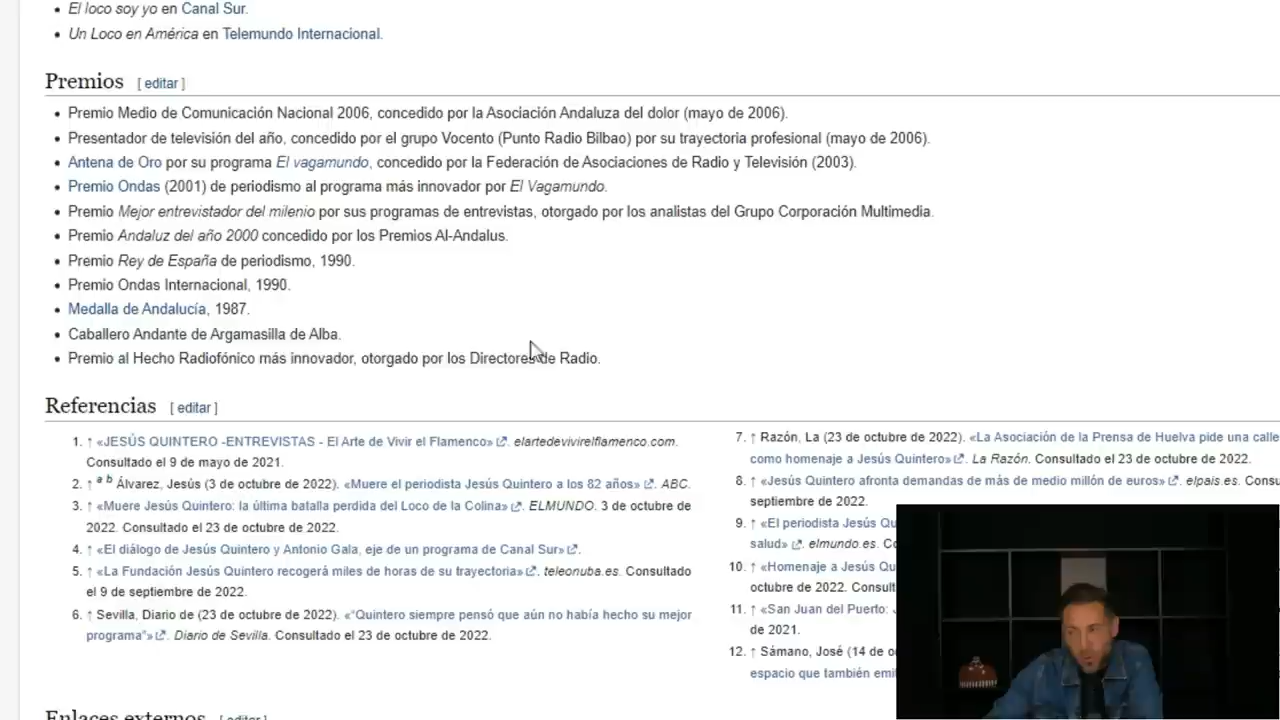 • El loco soy yo en Canal Sur.
• Un Loco en América en Telemundo Internacional.
Premios [ editar ]
• Premio Medio de Comunicación Nacional 2006, concedido por la Asociación Andaluza del dolor (mayo de 2006).
• Presentador de televisión del año, concedido por el grupo Vocento (Punto Radio Bilbao) por su trayectoria profesional (mayo de 2006).
• Antena de Oro por su programa El vagamundo, concedido por la Federación de Asociaciones de Radio y Televisión (2003).
• Premio Ondas (2001) de periodismo al programa más innovador por El Vagamundo.
• Premio Mejor entrevistador del milenio por sus programas de entrevistas, otorgado por los analistas del Grupo Corporación Multimedia.
• Premio Andaluz del año 2000 concedido por los Premios Al-Andalus.
• Premio Rey de España de periodismo, 1990.
• Premio Ondas Internacional, 1990.
• Medalla de Andalucía, 1987.
• Caballero Andante de Argamasilla de Alba.
• Premio al Hecho Radiofónico más innovador, otorgado por los Directores de Radio.
Referencias [ editar ]
1. ↑ «JESÚS QUINTERO -ENTREVISTAS - El Arte de Vivir el Flamenco». elartedevivirelflamenco.com.
Consultado el 9 de mayo de 2021.
2. ↑ a b Álvarez, Jesús (3 de octubre de 2022). «Muere el periodista Jesús Quintero a los 82 años». ABC.
3. ↑ «Muere Jesús Quintero: la última batalla perdida del Loco de la Colina». ELMUNDO. 3 de octubre de
2022. Consultado el 23 de octubre de 2022.
4. ↑ «El diálogo de Jesús Quintero y Antonio Gala, eje de un programa de Canal Sur».
5. ↑ «La Fundación Jesús Quintero recogerá miles de horas de su trayectoria». teleonuba.es. Consultado
el 9 de septiembre de 2022.
6. ↑ Sevilla, Diario de (23 de octubre de 2022). «"Quintero siempre pensó que aún no había hecho su mejor
programa"». Diario de Sevilla. Consultado el 23 de octubre de 2022.
7. ↑ Razón, La (23 de octubre de 2022). «La Asociación de la Prensa de Huelva pide una calle
como homenaje a Jesús Quintero». La Razón. Consultado el 23 de octubre de 2022.
8. ↑ «Jesús Quintero afronta demandas de más de medio millón de euros». elpais.es. Consu
septiembre de 2022.
9. ↑ «El periodista Jesús Qu
salud». elmundo.es. Co
10. ↑ «Homenaje a Jesús Qu
octubre de 2022. Consult
11. ↑ «San Juan del Puerto:
de 2021.
12. ↑ Sámano, José (14 de o
espacio que también emi
Enlaces externos [ editar ]